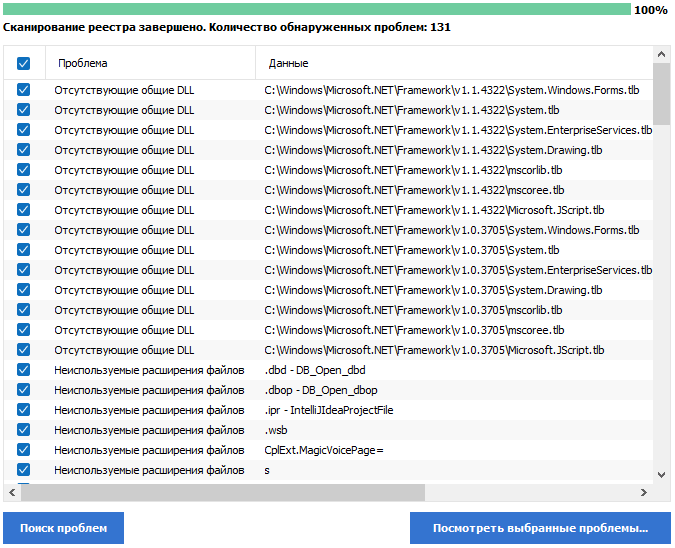 100%
Сканирование реестра завершено. Количество обнаруженных проблем: 131
Проблема Данные
Отсутствующие общие DLL C:\Windows\Microsoft.NET\Framework\v1.1.4322\System.Windows.Forms.tlb
Отсутствующие общие DLL C:\Windows\Microsoft.NET\Framework\v1.1.4322\System.tlb
Отсутствующие общие DLL C:\Windows\Microsoft.NET\Framework\v1.1.4322\System.EnterpriseServices.tlb
Отсутствующие общие DLL C:\Windows\Microsoft.NET\Framework\v1.1.4322\System.Drawing.tlb
Отсутствующие общие DLL C:\Windows\Microsoft.NET\Framework\v1.1.4322\mscorlib.tlb
Отсутствующие общие DLL C:\Windows\Microsoft.NET\Framework\v1.1.4322\mscoree.tlb
Отсутствующие общие DLL C:\Windows\Microsoft.NET\Framework\v1.1.4322\Microsoft.JScript.tlb
Отсутствующие общие DLL C:\Windows\Microsoft.NET\Framework\v1.0.3705\System.Windows.Forms.tlb
Отсутствующие общие DLL C:\Windows\Microsoft.NET\Framework\v1.0.3705\System.tlb
Отсутствующие общие DLL C:\Windows\Microsoft.NET\Framework\v1.0.3705\System.EnterpriseServices.tlb
Отсутствующие общие DLL C:\Windows\Microsoft.NET\Framework\v1.0.3705\System.Drawing.tlb
Отсутствующие общие DLL C:\Windows\Microsoft.NET\Framework\v1.0.3705\mscorlib.tlb
Отсутствующие общие DLL C:\Windows\Microsoft.NET\Framework\v1.0.3705\mscoree.tlb
Отсутствующие общие DLL C:\Windows\Microsoft.NET\Framework\v1.0.3705\Microsoft.JScript.tlb
Неиспользуемые расширения файлов .dbd - DB_Open_dbd
Неиспользуемые расширения файлов .dbop - DB_Open_dbop
Неиспользуемые расширения файлов .ipr - IntelliJIdeaProjectFile
Неиспользуемые расширения файлов .wsb
Неиспользуемые расширения файлов CplExt.MagicVoicePage=
Неиспользуемые расширения файлов s
Поиск проблем Посмотреть выбранные проблемы...